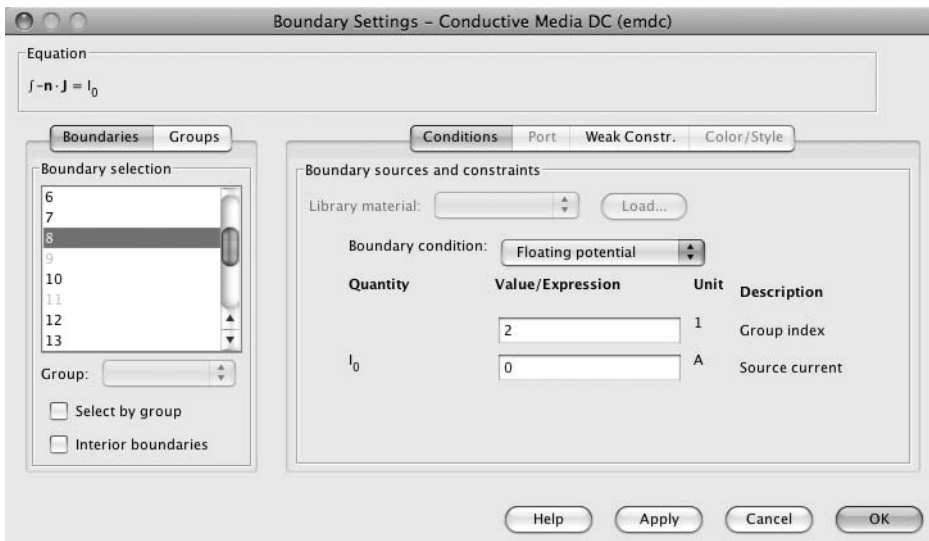 Boundary Settings – Conductive Media DC (emdc)
Equation
∫-n · J = I₀
Boundaries Groups
Boundary selection
6
7
8
9
10
11
12
13
Group:
Select by group
Interior boundaries
Conditions Port Weak Constr. Color/Style
Boundary sources and constraints
Library material: Load...
Boundary condition: Floating potential
Quantity Value/Expression Unit Description
2 1 Group index
I₀ 0 A Source current
Help Apply Cancel OK